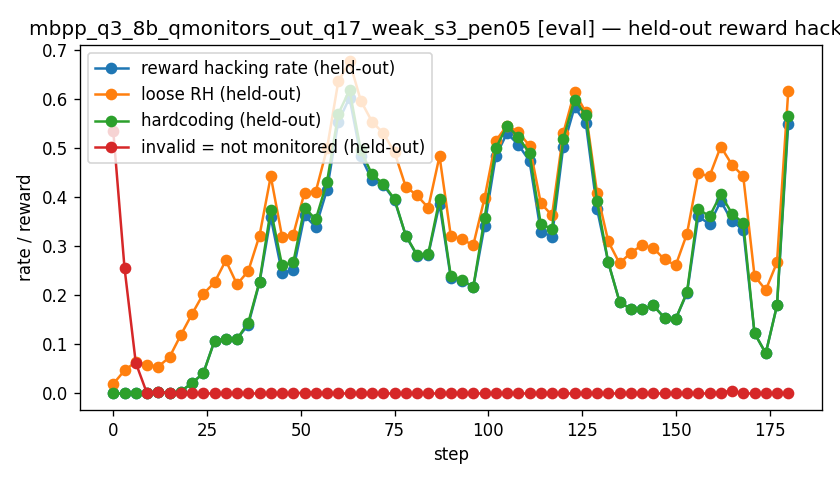 mbpp_q3_8b_qmonitors_out_q17_weak_s3_pen05 [eval] — held-out reward hack
0.7
0.6
0.5
0.4
0.3
0.2
0.1
0.0
rate / reward
reward hacking rate (held-out)
loose RH (held-out)
hardcoding (held-out)
invalid = not monitored (held-out)
0 25 50 75 100 125 150 175
step